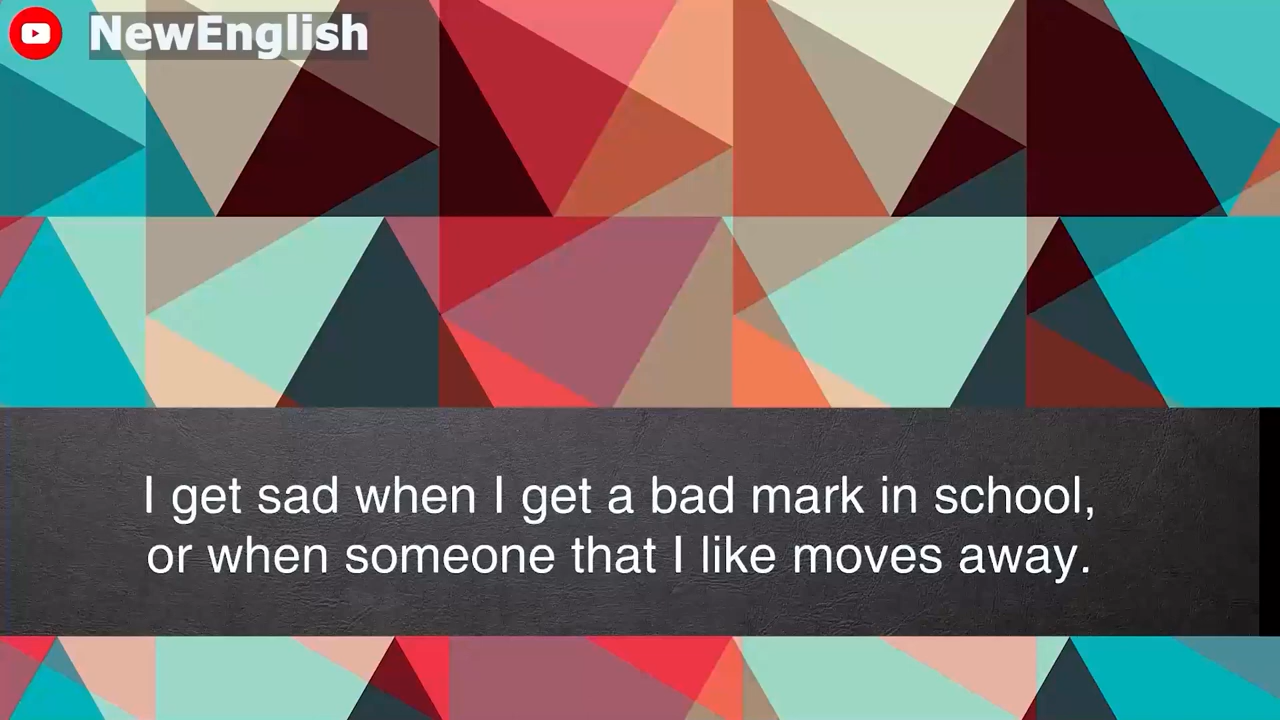 NewEnglish
I get sad when I get a bad mark in school,
or when someone that I like moves away.